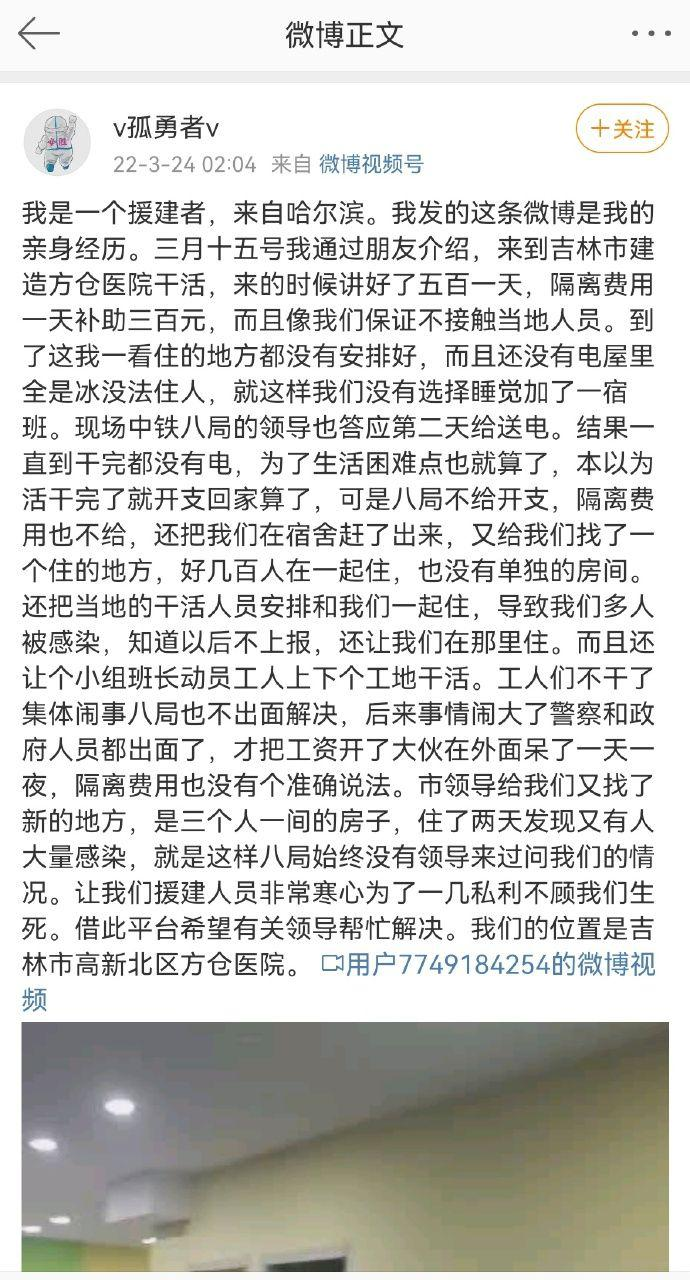 微博正文
v孤勇者v
+关注
22-3-24 02:04 来自 微博视频号
我是一个援建者，来自哈尔滨。我发的这条微博是我的
亲身经历。三月十五号我通过朋友介绍，来到吉林市建
造方仓医院干活，来的时候讲好了五百一天，隔离费用
一天补助三百元，而且像我们保证不接触当地人员。到
了这我一看住的地方都没有安排好，而且还没有电屋里
全是冰没法住人，就这样我们没有选择睡觉加了一宿
班。现场中铁八局的领导也答应第二天给送电。结果一
直到干完都没有电，为了生活困难点也就算了，本以为
活干完了就开支回家算了，可是八局不给开支，隔离费
用也不给，还把我们在宿舍赶了出来，又给我们找了一
个住的地方，好几百人在一起住，也没有单独的房间。
还把当地的干活人员安排和我们一起住，导致我们多人
被感染，知道以后不上报，还让我们在那里住。而且还
让个小组班长动员工人上下个工地干活。工人们不干了
集体闹事八局也不出面解决，后来事情闹大了警察和政
府人员都出面了，才把工资开了大伙在外面呆了一天一
夜，隔离费用也没有个准确说法。市领导给我们又找了
新的地方，是三个人一间的房子，住了两天发现又有人
大量感染，就是这样八局始终没有领导来过问我们的情
况。让我们援建人员非常寒心为了一几私利不顾我们生
死。借此平台希望有关领导帮忙解决。我们的位置是吉
林市高新北区方仓医院。 用户7749184254的微博视
频